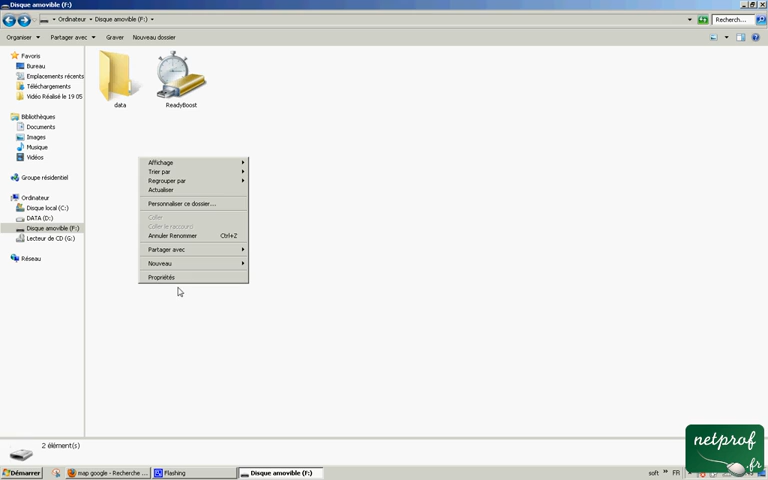 Disque amovible (F:)
Ordinateur
Disque amovible (F:)
Recherch...
Organiser
Partager avec
Graver
Nouveau dossier
Favoris
Bureau
Emplacements récents
Téléchargements
Vidéo Réalisé le 19 05
Bibliothèques
Documents
Images
Musique
Vidéos
Groupe résidentiel
Ordinateur
Disque local (C:)
DATA (D:)
Disque amovible (F:)
Lecteur de CD (G:)
Réseau
data
ReadyBoost
Affichage
Trier par
Regrouper par
Actualiser
Personnaliser ce dossier...
Coller
Coller le raccourci
Annuler Renommer Ctrl+Z
Partager avec
Nouveau
Propriétés
2 élément(s)
netprof
.fr
Démarrer
map google - Recherche ...
Flashing
Disque amovible (F:)
soft
FR